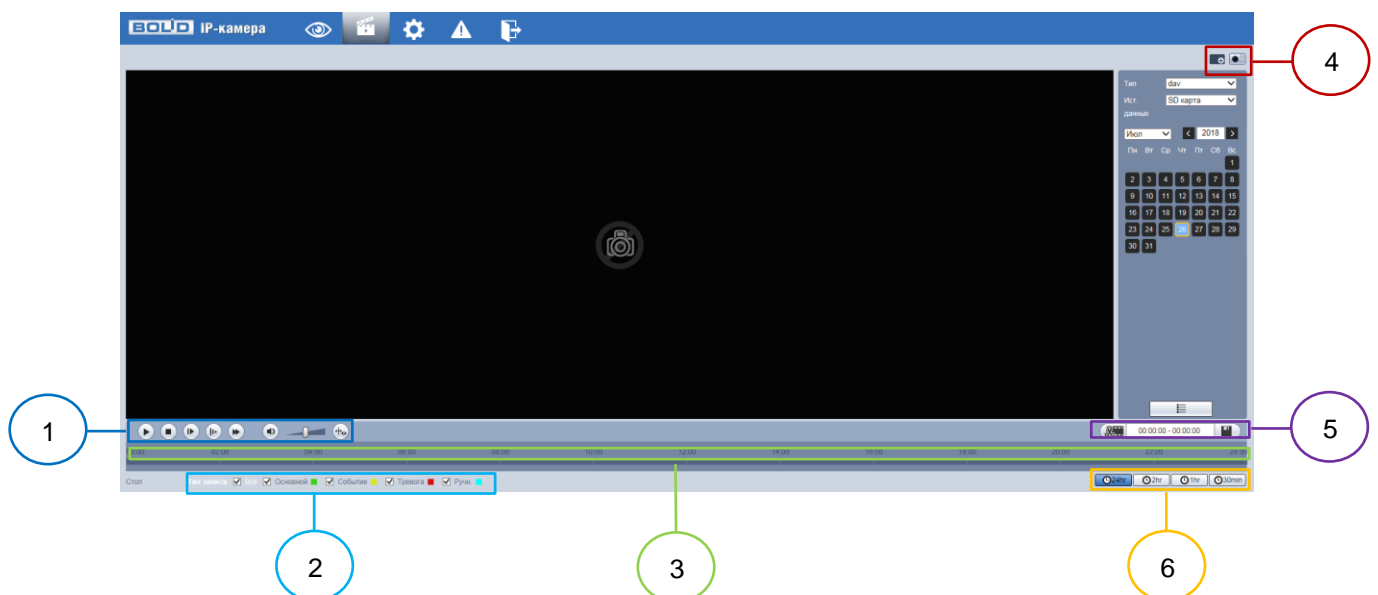 BOLID IP-камера
4
Тип dav
Ист. данных SD карта
Июл 2018
Пн Вт Ср Чт Пт Сб Вс
1
2 3 4 5 6 7 8
9 10 11 12 13 14 15
16 17 18 19 20 21 22
23 24 25 26 27 28 29
30 31
1
00:00:00 - 00:00:00
5
0:00 02:00 04:00 06:00 08:00 10:00 12:00 14:00 16:00 18:00 20:00 22:00 24:00
Стоп Тип записи Все Основной Событие Тревога Ручн. 24hr 2hr 1hr 30min
2
3
6